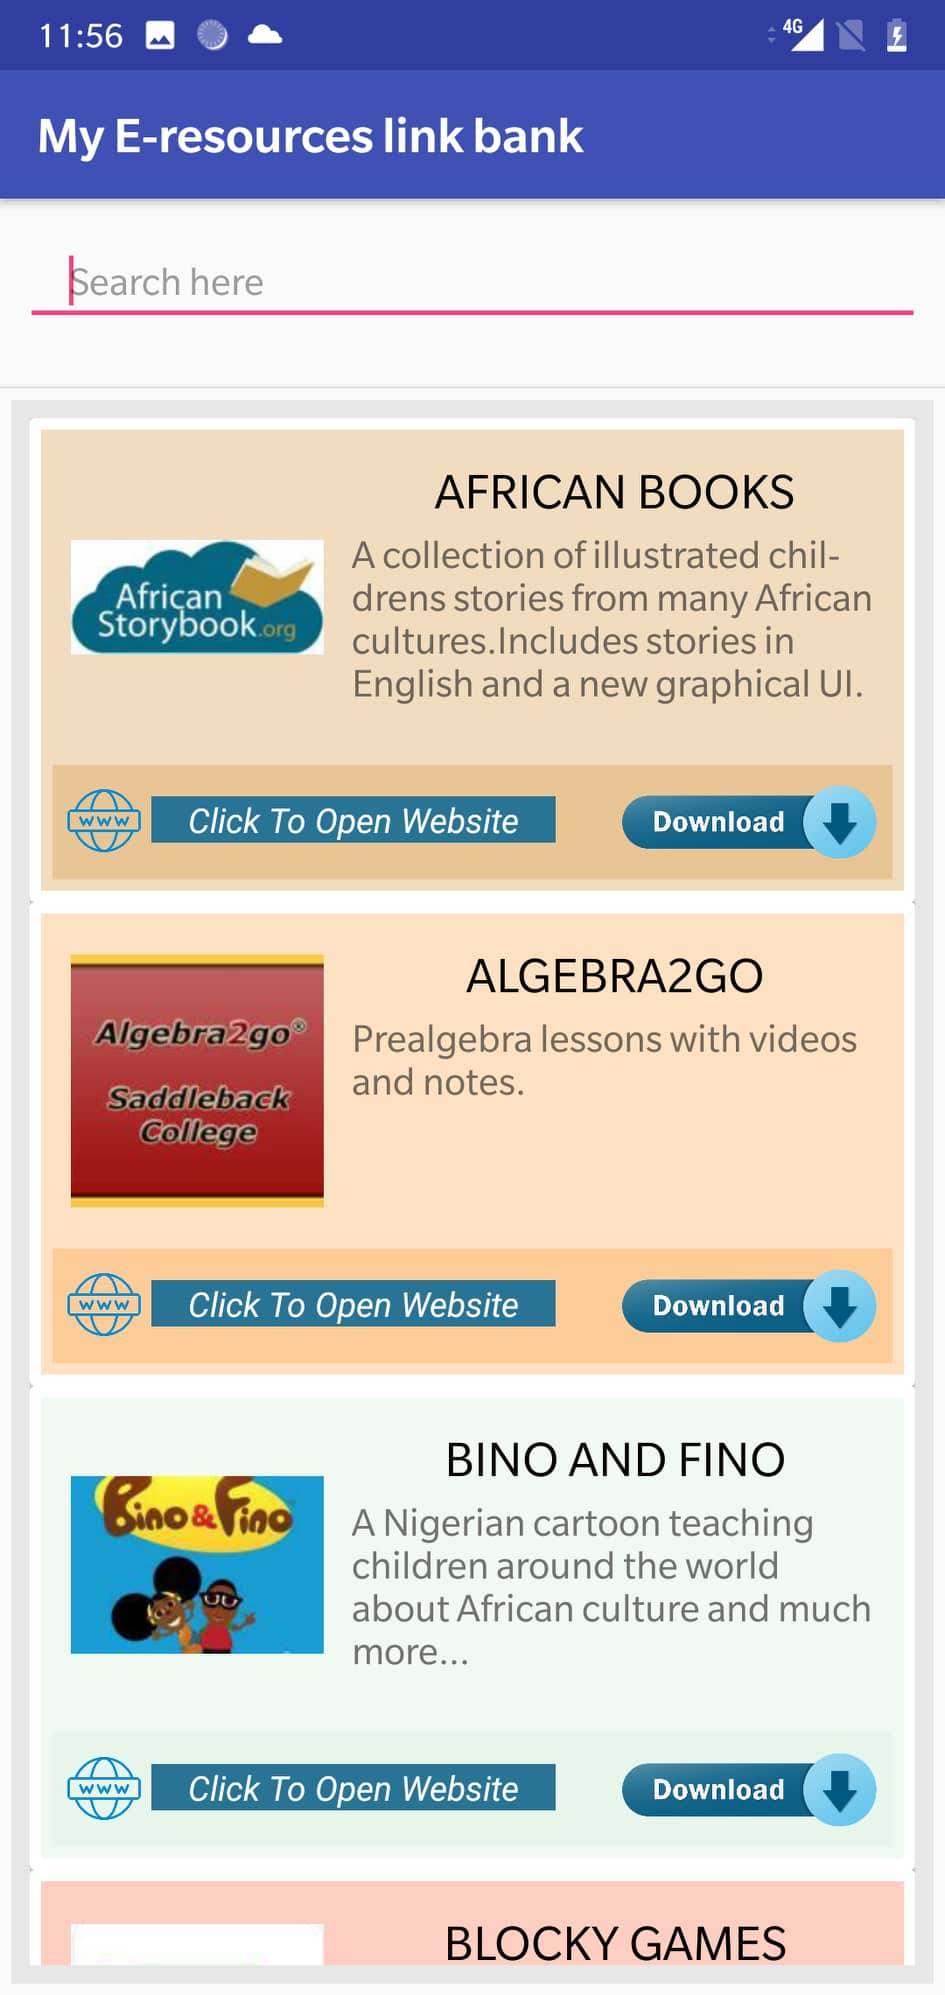 11:56
4G
My E-resources link bank
Search here
AFRICAN BOOKS
African
Storybook.org
A collection of illustrated chil-
drens stories from many African
cultures.Includes stories in
English and a new graphical UI.
www
Click To Open Website
Download
ALGEBRA2GO
Algebra2go®
Saddleback
College
Prealgebra lessons with videos
and notes.
www
Click To Open Website
Download
BINO AND FINO
Bino & Fino
A Nigerian cartoon teaching
children around the world
about African culture and much
more...
www
Click To Open Website
Download
BLOCKY GAMES